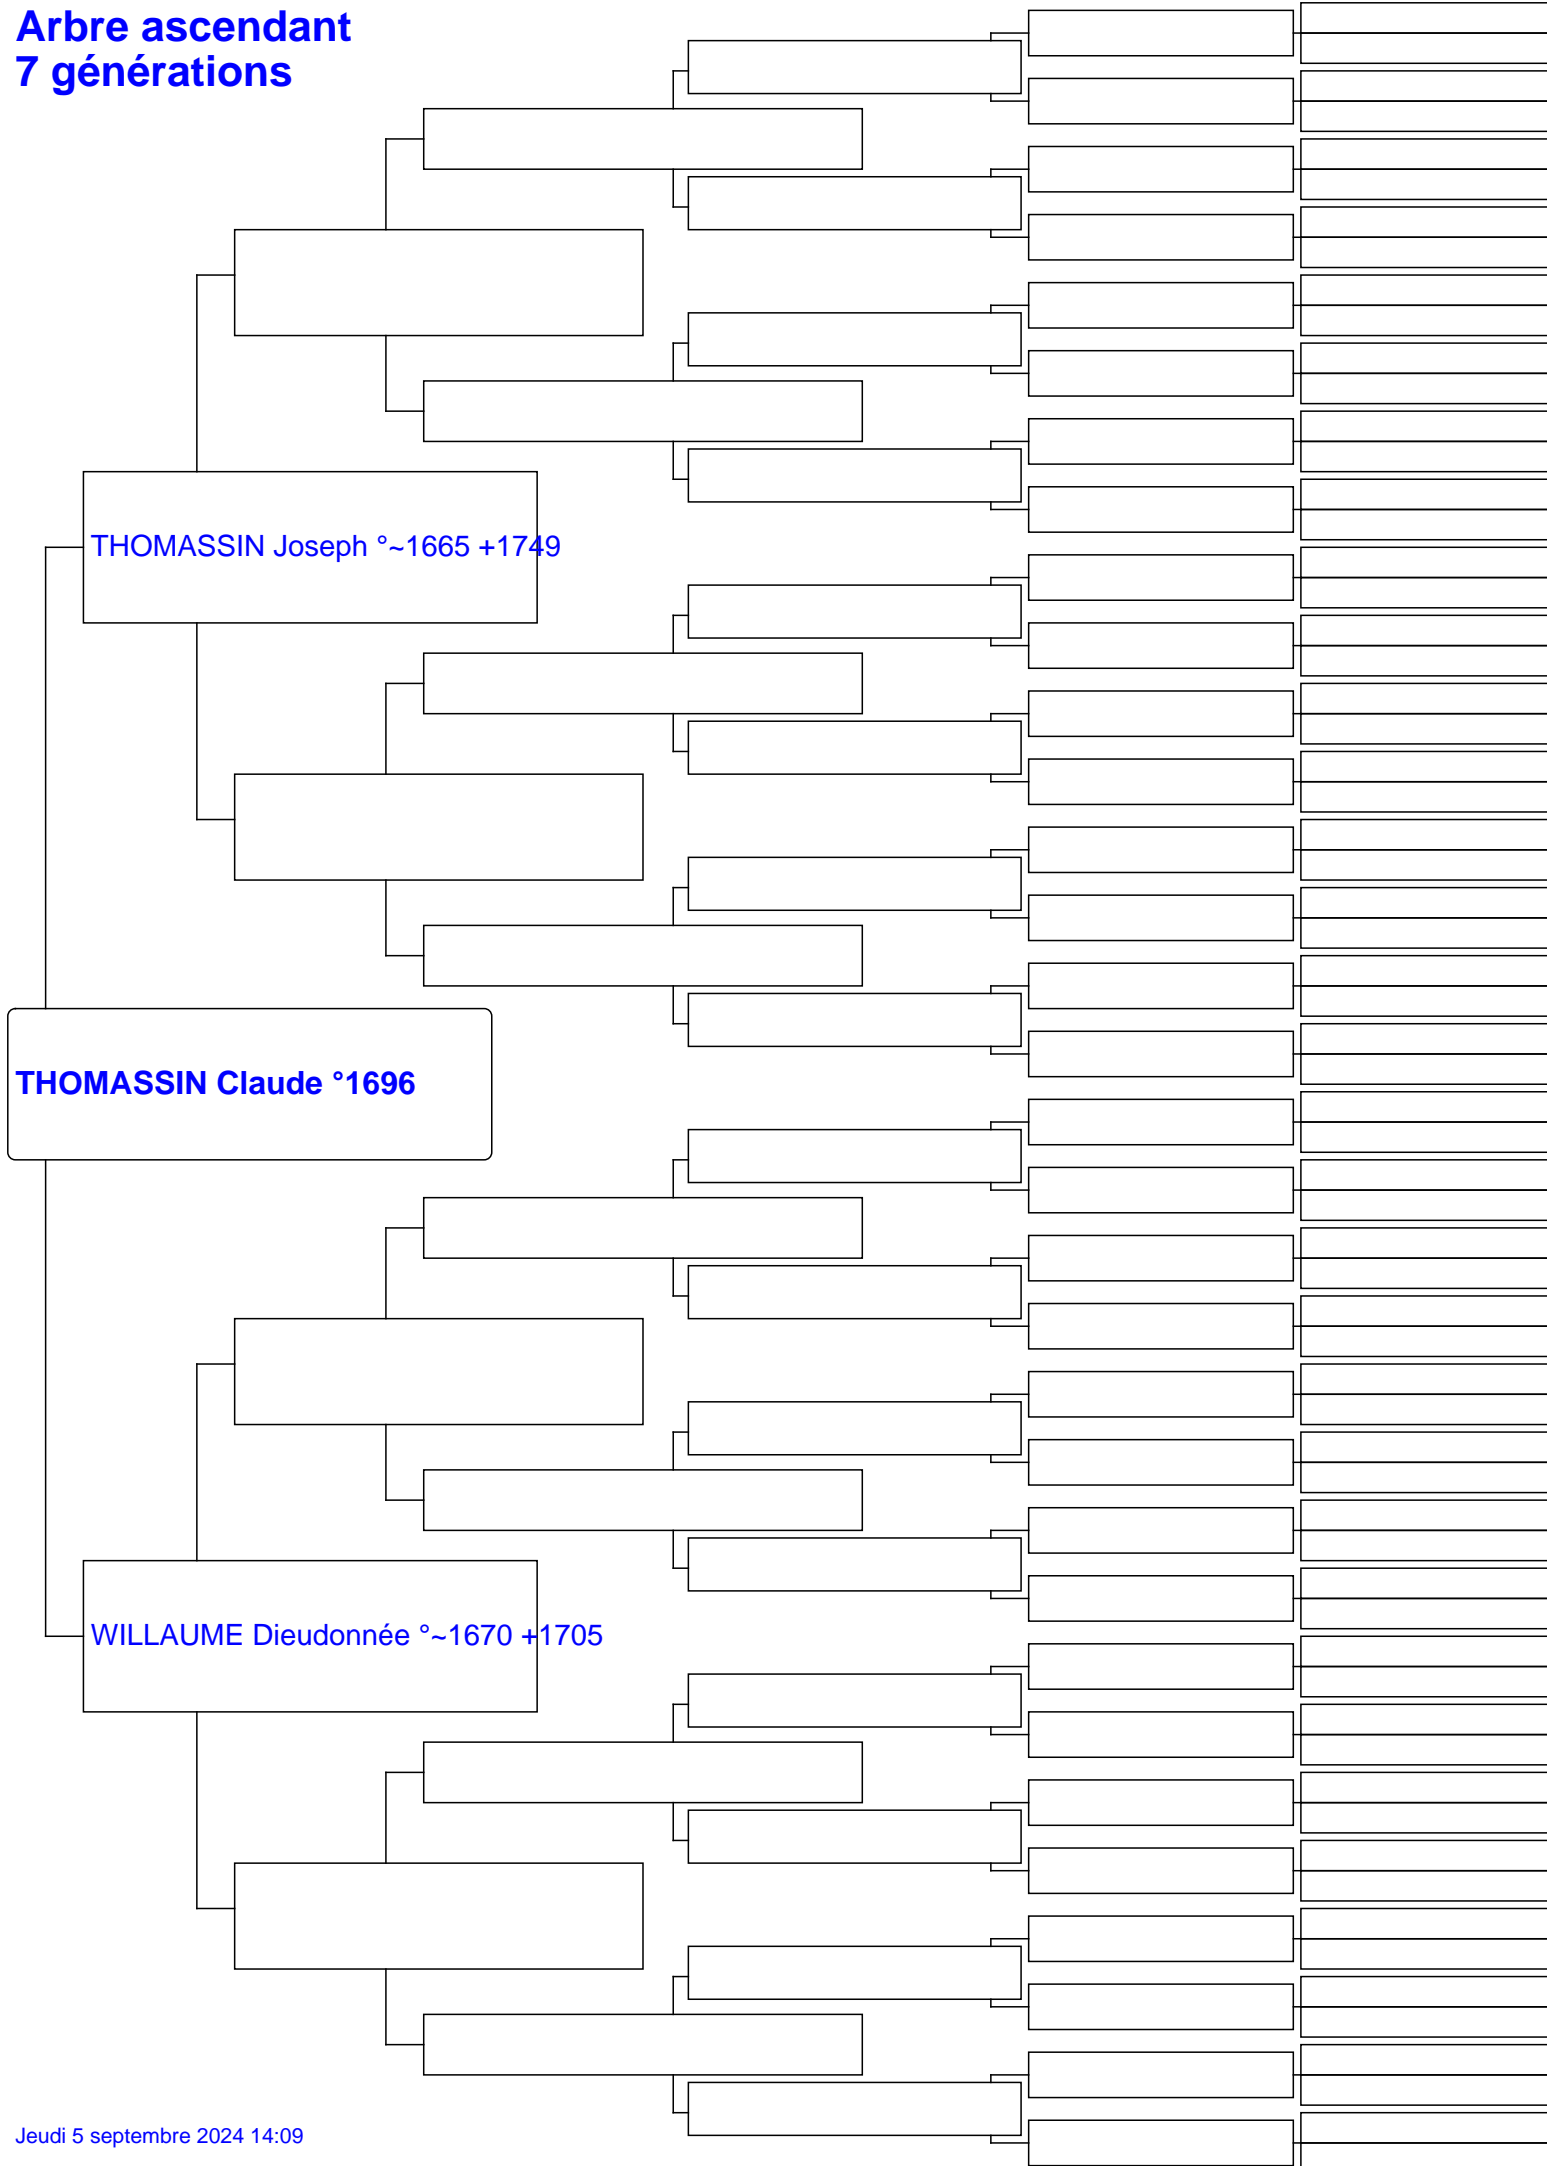 Arbre ascendant
7 générations
THOMASSIN Joseph °~1665 +1749
THOMASSIN Claude °1696
WILLAUME Dieudonnée °~1670 +1705
Jeudi 5 septembre 2024 14:09